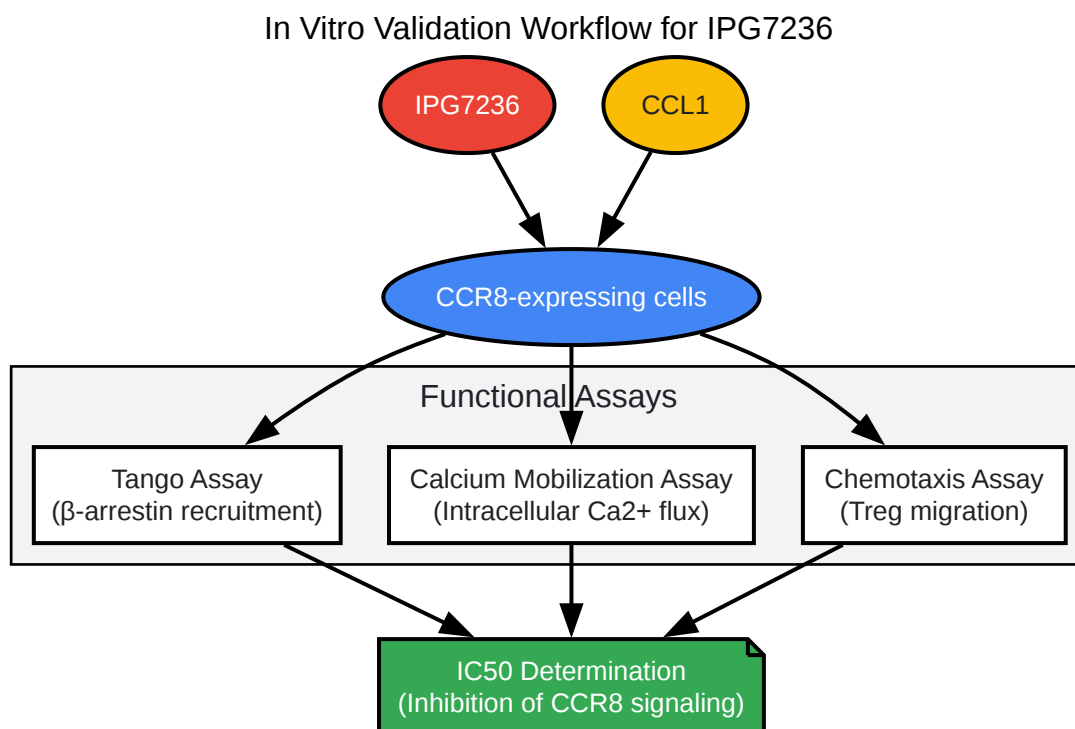 In Vitro Validation Workflow for IPG7236
IPG7236
CCL1
CCR8-expressing cells
Functional Assays
Tango Assay
(β-arrestin recruitment)
Calcium Mobilization Assay
(Intracellular Ca2+ flux)
Chemotaxis Assay
(Treg migration)
IC50 Determination
(Inhibition of CCR8 signaling)